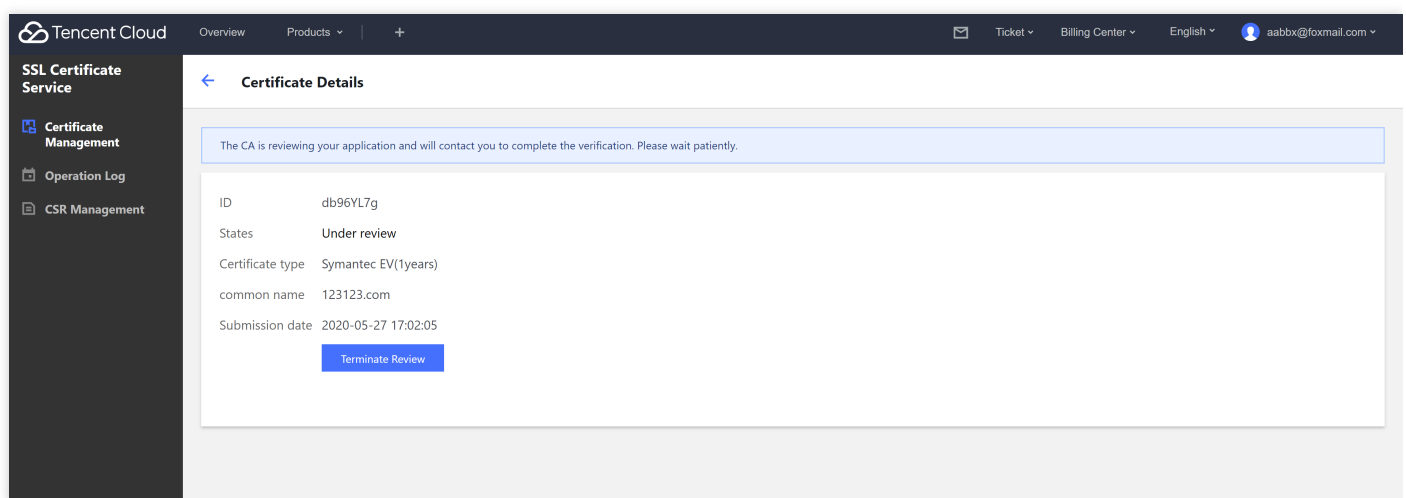 Tencent Cloud Overview Products + Ticket Billing Center English aabbx@foxmail.com
SSL Certificate
Service
Certificate
Management
Operation Log
CSR Management
Certificate Details
The CA is reviewing your application and will contact you to complete the verification. Please wait patiently.
ID db96YL7g
States Under review
Certificate type Symantec EV(1years)
common name 123123.com
Submission date 2020-05-27 17:02:05
Terminate Review